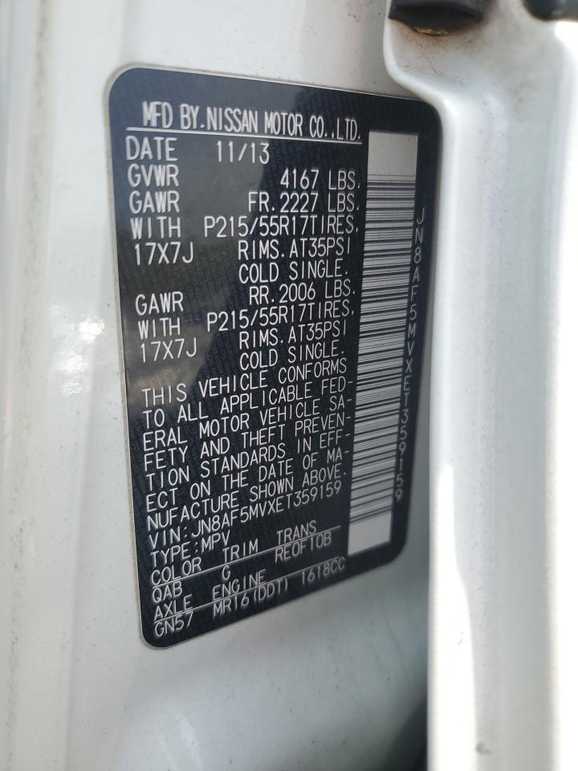 MFD BY.NISSAN MOTOR CO.,LTD.
DATE 11/13
GVWR 4167 LBS.
GAWR FR.2227 LBS.
WITH P215/55R17TIRES.
17X7J RIMS.AT35PSI
COLD SINGLE.
GAWR RR.2006 LBS.
WITH P215/55R17TIRES.
17X7J RIMS.AT35PSI
COLD SINGLE.
THIS VEHICLE CONFORMS
TO ALL APPLICABLE FED-
ERAL MOTOR VEHICLE SA-
FETY AND THEFT PREVEN-
TION STANDARDS IN EFF-
ECT ON THE DATE OF MA-
NUFACTURE SHOWN ABOVE.
VIN:JN8AF5MVXET359159
TYPE:MPV
COLOR TRIM TRANS
QAB C RE0F10B
AXLE ENGINE
GN57 MR16(DDT) 1618CC
JN8AF5MVXET359159